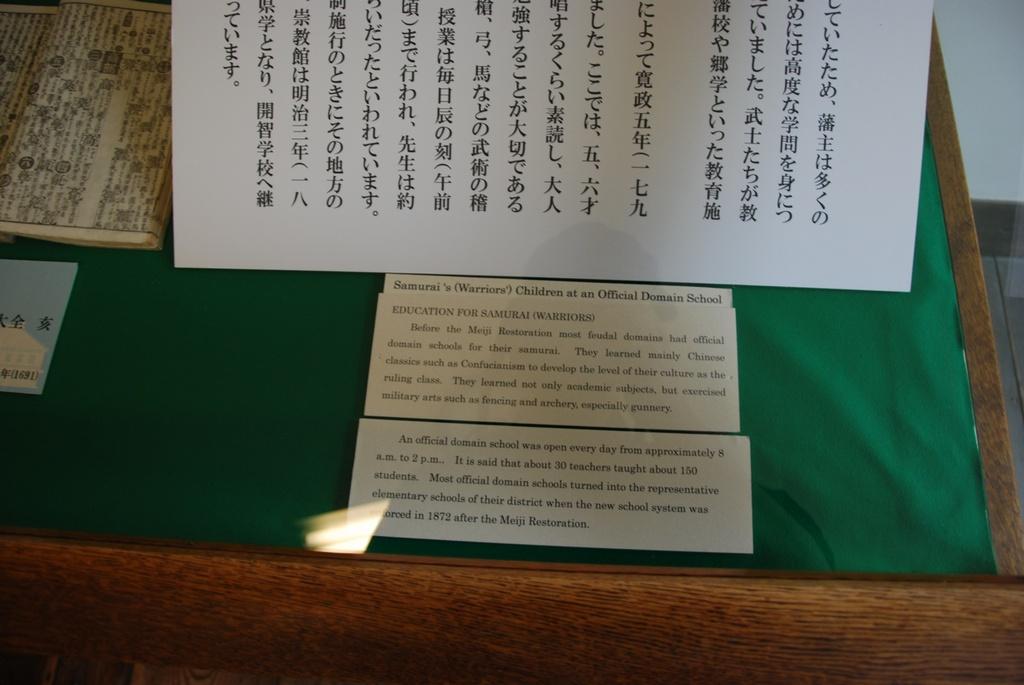 していたため、藩主は多くの
ためには高度な学問を身につ
ていました。武士たちが教
藩校や郷学といった教育施
によって寛政五年(一七九
ました。ここでは、五、六才
唱するくらい素読し、大人
勉強することが大切である
槍、弓、馬などの武術の稽
授業は毎日辰の刻(午前
頃)まで行われ、先生は約
らいだったといわれています。
制施行のときにその地方の
、崇教館は明治三年(一八
県学となり、開智学校へ継
っています。
大全 亥
年(1691)
Samurai 's (Warriors') Children at an Official Domain School
EDUCATION FOR SAMURAI (WARRIORS)
Before the Meiji Restoration most feudal domains had official
domain schools for their samurai. They learned mainly Chinese
classics such as Confucianism to develop the level of their culture as the
ruling class. They learned not only academic subjects, but exercised
military arts such as fencing and archery, especially gunnery.
An official domain school was open every day from approximately 8
a.m. to 2 p.m.. It is said that about 30 teachers taught about 150
students. Most official domain schools turned into the representative
elementary schools of their district when the new school system was
orced in 1872 after the Meiji Restoration.